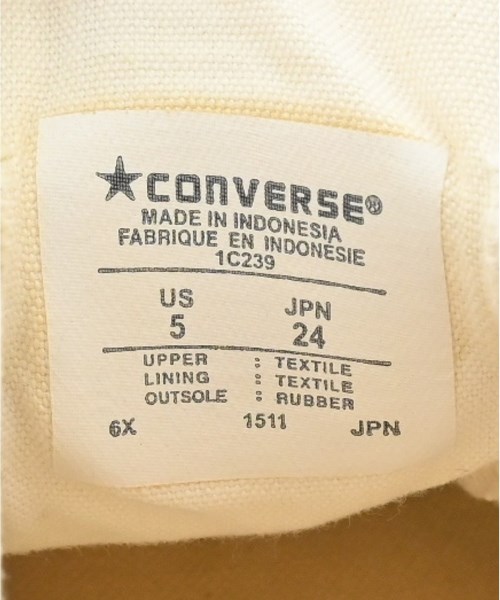 ★CONVERSE®
MADE IN INDONESIA
FABRIQUE EN INDONESIE
1C239
US JPN
5 24
UPPER : TEXTILE
LINING : TEXTILE
OUTSOLE : RUBBER
6X 1511 JPN